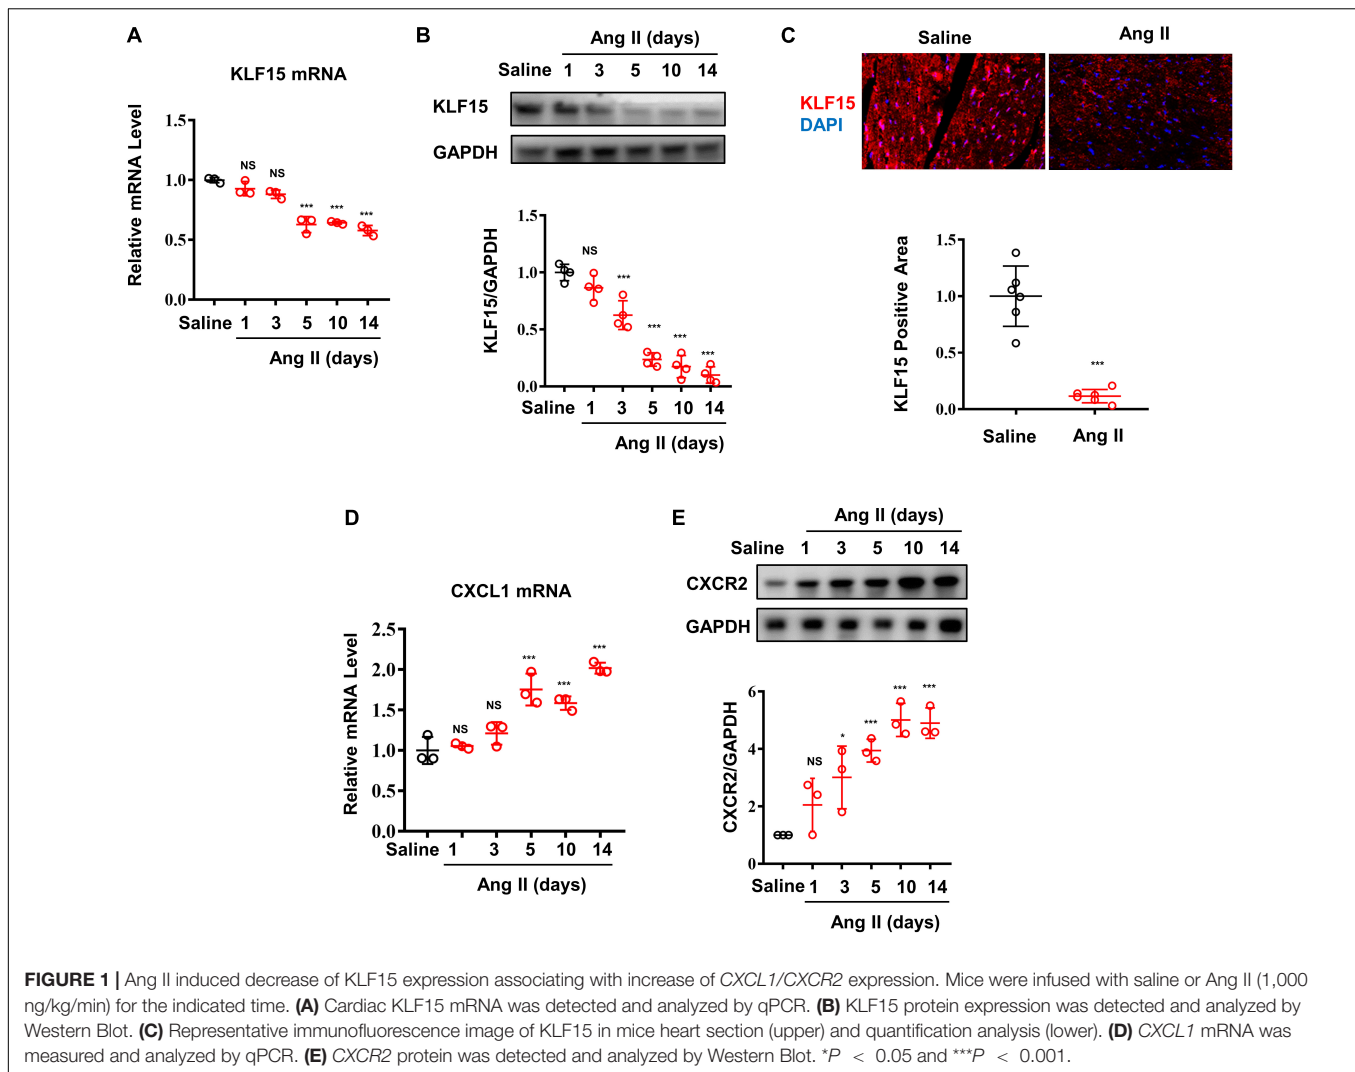 A
KLF15 mRNA
Relative mRNA Level
1.5
1.0
0.5
0.0
NS
NS
***
***
***
Saline 1 3 5 10 14
Ang II (days)
B
Ang II (days)
Saline 1 3 5 10 14
KLF15
GAPDH
KLF15/GAPDH
1.5
1.0
0.5
0.0
NS
***
***
***
***
Saline 1 3 5 10 14
Ang II (days)
C
Saline Ang II
KLF15
DAPI
KLF15 Positive Area
1.5
1.0
0.5
0.0
***
Saline Ang II
D
CXCL1 mRNA
Relative mRNA Level
2.5
2.0
1.5
1.0
0.5
0.0
NS
NS
***
***
***
Saline 1 3 5 10 14
Ang II (days)
E
Ang II (days)
Saline 1 3 5 10 14
CXCR2
GAPDH
CXCR2/GAPDH
6
4
2
0
NS
*
***
***
***
Saline 1 3 5 10 14
Ang II (days)
FIGURE 1 | Ang II induced decrease of KLF15 expression associating with increase of CXCL1/CXCR2 expression. Mice were infused with saline or Ang II (1,000
ng/kg/min) for the indicated time. (A) Cardiac KLF15 mRNA was detected and analyzed by qPCR. (B) KLF15 protein expression was detected and analyzed by
Western Blot. (C) Representative immunofluorescence image of KLF15 in mice heart section (upper) and quantification analysis (lower). (D) CXCL1 mRNA was
measured and analyzed by qPCR. (E) CXCR2 protein was detected and analyzed by Western Blot. *P < 0.05 and ***P < 0.001.